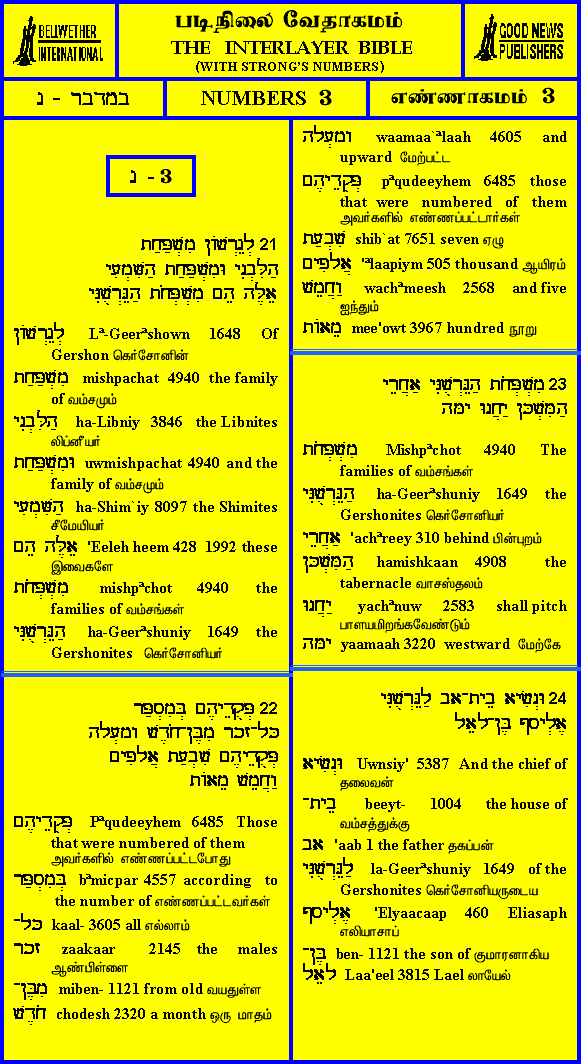 BELLWETHER
INTERNATIONAL
படிநிலை வேதாகமம்
THE INTERLAYER BIBLE
(WITH STRONG'S NUMBERS)
GOOD NEWS
PUBLISHERS
במדבר - נ
NUMBERS 3
எண்ணாகமம் 3
נ - 3
21 לְגֵרְשׁוֹן מִשְׁפַּחַת
הַלִּבְנִי וּמִשְׁפַּחַת הַשִּׁמְעִי
אֵלֶּה הֵם מִשְׁפְּחֹת הַגֵּרְשֻׁנִּי
לְגֵרְשׁוֹן Lª-Geerªshown 1648 Of
Gershon கெர்சோனின்
מִשְׁפַּחַת mishpachat 4940 the family
of வம்சமும்
הַלִּבְנִי ha-Libniy 3846 the Libnites
லிப்னீயர்
וּמִשְׁפַּחַת uwmishpachat 4940 and the
family of வம்சமும்
הַשִּׁמְעִי ha-Shim`iy 8097 the Shimites
சீமேயியர்
אֵלֶּה הֵם 'Eeleh heem 428 1992 these
இவைகளே
מִשְׁפְּחֹת mishpªchot 4940 the
families of வம்சங்கள்
הַגֵּרְשֻׁנִּי ha-Geerªshuniy 1649 the
Gershonites கெர்சோனியர்
22 פְּקֻדֵיהֶם בְּמִסְפַּר
כָּל־זָכָר מִבֶּן־חֹדֶשׁ וָמַעְלָה
פְּקֻדֵיהֶם שִׁבְעַת אֲלָפִים
וַחֲמֵשׁ מֵאוֹת
פְּקֻדֵיהֶם Pªqudeeyhem 6485 Those
that were numbered of them
அவர்களில் எண்ணப்பட்டபோது
בְּמִסְפַּר bªmicpar 4557 according to
the number of எண்ணப்பட்டவர்கள்
כָּל־ kaal- 3605 all எல்லாம்
זָכָר zaakaar 2145 the males
ஆண்பிள்ளை
מִבֶּן־ miben- 1121 from old வயதுள்ள
חֹדֶשׁ chodesh 2320 a month ஒரு மாதம்
וָמַעְלָה waamaa`ªlaah 4605 and
upward மேற்பட்ட
פְּקֻדֵיהֶם pªqudeeyhem 6485 those
that were numbered of them
அவர்களில் எண்ணப்பட்டார்கள்
שִׁבְעַת shib`at 7651 seven ஏழு
אֲלָפִים 'ªlaapiym 505 thousand ஆயிரம்
וַחֲמֵשׁ wachªmeesh 2568 and five
ஐந்தும்
מֵאוֹת mee'owt 3967 hundred நூறு
23 מִשְׁפְּחֹת הַגֵּרְשֻׁנִּי אַחֲרֵי
הַמִּשְׁכָּן יַחֲנוּ יָמָּה
מִשְׁפְּחֹת Mishpªchot 4940 The
families of வம்சங்கள்
הַגֵּרְשֻׁנִּי ha-Geerªshuniy 1649 the
Gershonites கெர்சோனியர்
אַחֲרֵי 'achªreey 310 behind பின்புறம்
הַמִּשְׁכָּן hamishkaan 4908 the
tabernacle வாசஸ்தலம்
יַחֲנוּ yachªnuw 2583 shall pitch
பாளயமிறங்கவேண்டும்
יָמָּה yaamaah 3220 westward மேற்கே
24 וּנְשִׂיא בֵית־אָב לַגֵּרְשֻׁנִּי
אֶלְיָסָף בֶּן־לָאֵל
וּנְשִׂיא Uwnsiy' 5387 And the chief of
தலைவன்
בֵית־ beeyt- 1004 the house of
வம்சத்துக்கு
אָב 'aab 1 the father தகப்பன்
לַגֵּרְשֻׁנִּי la-Geerªshuniy 1649 of the
Gershonites கெர்சோனியருடைய
אֶלְיָסָף 'Elyaacaap 460 Eliasaph
எலியாசாப்
בֶּן־ ben- 1121 the son of குமாரனாகிய
לָאֵל Laa'eel 3815 Lael லாயேல்